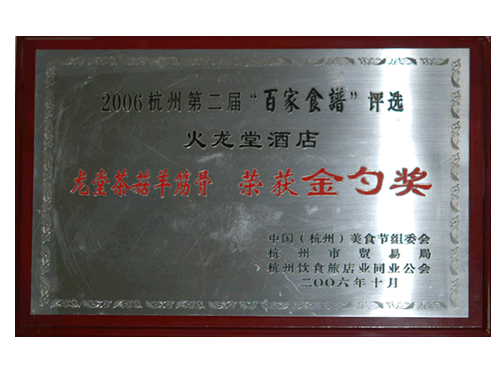 2006杭州第二届“百家食譜”评选
火龙堂酒店
龙堂茶菇羊筋骨 荣获金勺奖
中国（杭州）美食节组委会
杭州市贸易局
杭州饮食旅店业同业公会
二〇〇六年十月